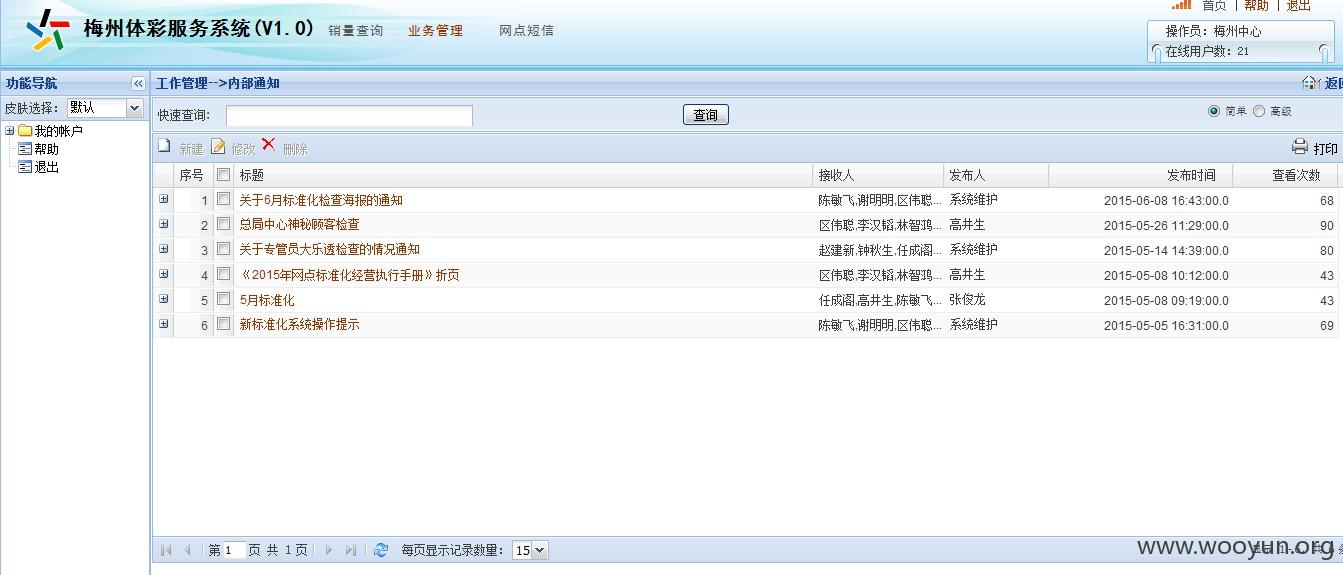 首页 | 帮助 | 退出
梅州体彩服务系统(V1.0) 销量查询 业务管理 网点短信
操作员: 梅州中心
在线用户数: 21
功能导航 «
工作管理-->内部通知
皮肤选择: 默认
快速查询: 查询 简单 高级
我的帐户
帮助
退出
新建 修改 删除 打印
序号 标题 接收人 发布人 发布时间 查看次数
1 关于6月标准化检查海报的通知 陈敏飞,谢明明,区伟聪... 系统维护 2015-06-08 16:43:00.0 68
2 总局中心神秘顾客检查 区伟聪,李汉韬,林智鸿... 高井生 2015-05-26 11:29:00.0 90
3 关于专管员大乐透检查的情况通知 赵建新,钟秋生,任成阁... 系统维护 2015-05-14 14:39:00.0 80
4 《2015年网点标准化经营执行手册》折页 区伟聪,李汉韬,林智鸿... 高井生 2015-05-08 10:12:00.0 43
5 5月标准化 任成阁,高井生,陈敏飞... 张俊龙 2015-05-08 09:19:00.0 43
6 新标准化系统操作提示 陈敏飞,谢明明,区伟聪... 系统维护 2015-05-05 16:31:00.0 69
第 1 页 共 1 页 每页显示记录数量: 15
www.wooyun.org